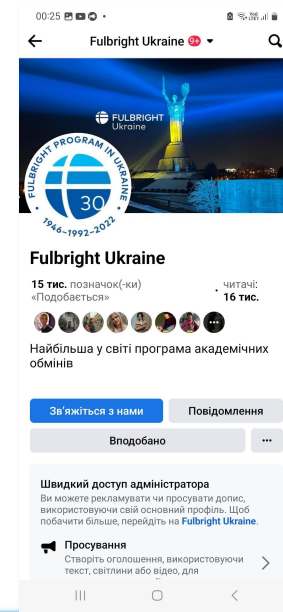 00:25
Fulbright Ukraine 9+
FULBRIGHT
Ukraine
FULBRIGHT PROGRAM IN UKRAINE
30
1946–1992–2022
Fulbright Ukraine
15 тис. позначок(-ки)
«Подобається»
читачі:
16 тис.
Найбільша у світі програма академічних
обмінів
Зв'яжіться з нами
Повідомлення
Вподобано
Швидкий доступ адміністратора
Ви можете рекламувати чи просувати допис,
використовуючи свій основний профіль. Щоб
побачити більше, перейдіть на Fulbright Ukraine.
Просування
Створіть оголошення, використовуючи
текст, світлини або відео, для